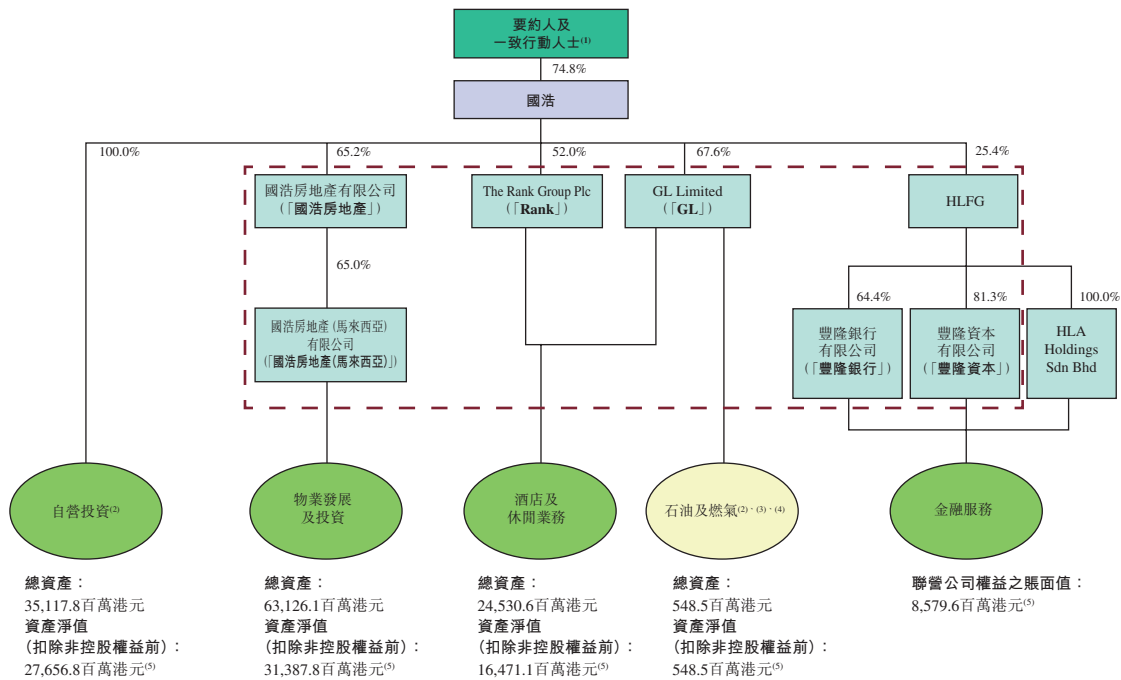 要約人及
一致行動人士(1)
74.8%
國浩
100.0%
65.2%
52.0%
67.6%
25.4%
國浩房地產有限公司
(「國浩房地產」)
The Rank Group Plc
(「Rank」)
GL Limited
(「GL」)
HLFG
65.0%
64.4%
81.3%
100.0%
國浩房地產(馬來西亞)
有限公司
(「國浩房地產(馬來西亞)」)
豐隆銀行
有限公司
(「豐隆銀行」)
豐隆資本
有限公司
(「豐隆資本」)
HLA
Holdings
Sdn Bhd
自營投資(2)
物業發展
及投資
酒店及
休閒業務
石油及燃氣(2)、(3)、(4)
金融服務
總資產：
35,117.8百萬港元
資產淨值
(扣除非控股權益前)：
27,656.8百萬港元(5)
總資產：
63,126.1百萬港元
資產淨值
(扣除非控股權益前)：
31,387.8百萬港元(5)
總資產：
24,530.6百萬港元
資產淨值
(扣除非控股權益前)：
16,471.1百萬港元(5)
總資產：
548.5百萬港元
資產淨值
(扣除非控股權益前)：
548.5百萬港元(5)
聯營公司權益之賬面值：
8,579.6百萬港元(5)